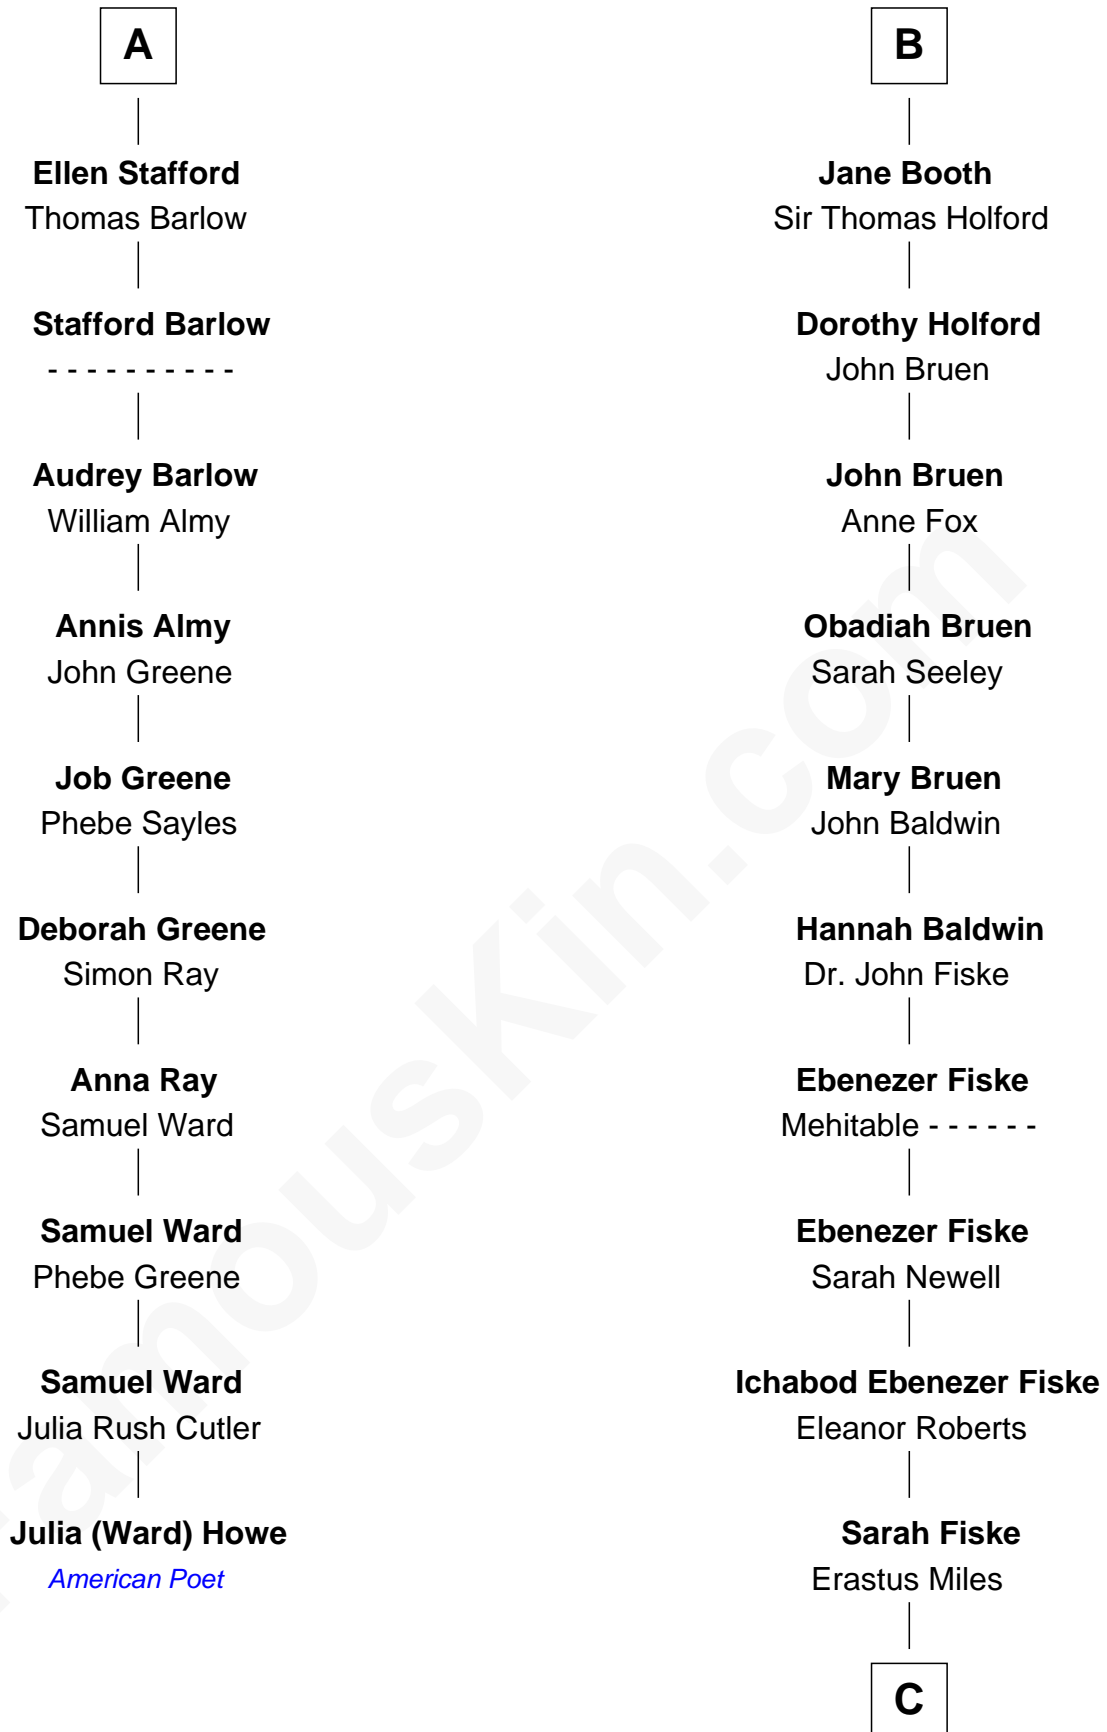 A
Ellen Stafford
Thomas Barlow
Stafford Barlow
- - - - - - - - - -
Audrey Barlow
William Almy
Annis Almy
John Greene
Job Greene
Phebe Sayles
Deborah Greene
Simon Ray
Anna Ray
Samuel Ward
Samuel Ward
Phebe Greene
Samuel Ward
Julia Rush Cutler
Julia (Ward) Howe
American Poet
B
Jane Booth
Sir Thomas Holford
Dorothy Holford
John Bruen
John Bruen
Anne Fox
Obadiah Bruen
Sarah Seeley
Mary Bruen
John Baldwin
Hannah Baldwin
Dr. John Fiske
Ebenezer Fiske
Mehitable - - - - - -
Ebenezer Fiske
Sarah Newell
Ichabod Ebenezer Fiske
Eleanor Roberts
Sarah Fiske
Erastus Miles
C
FamousKin.com